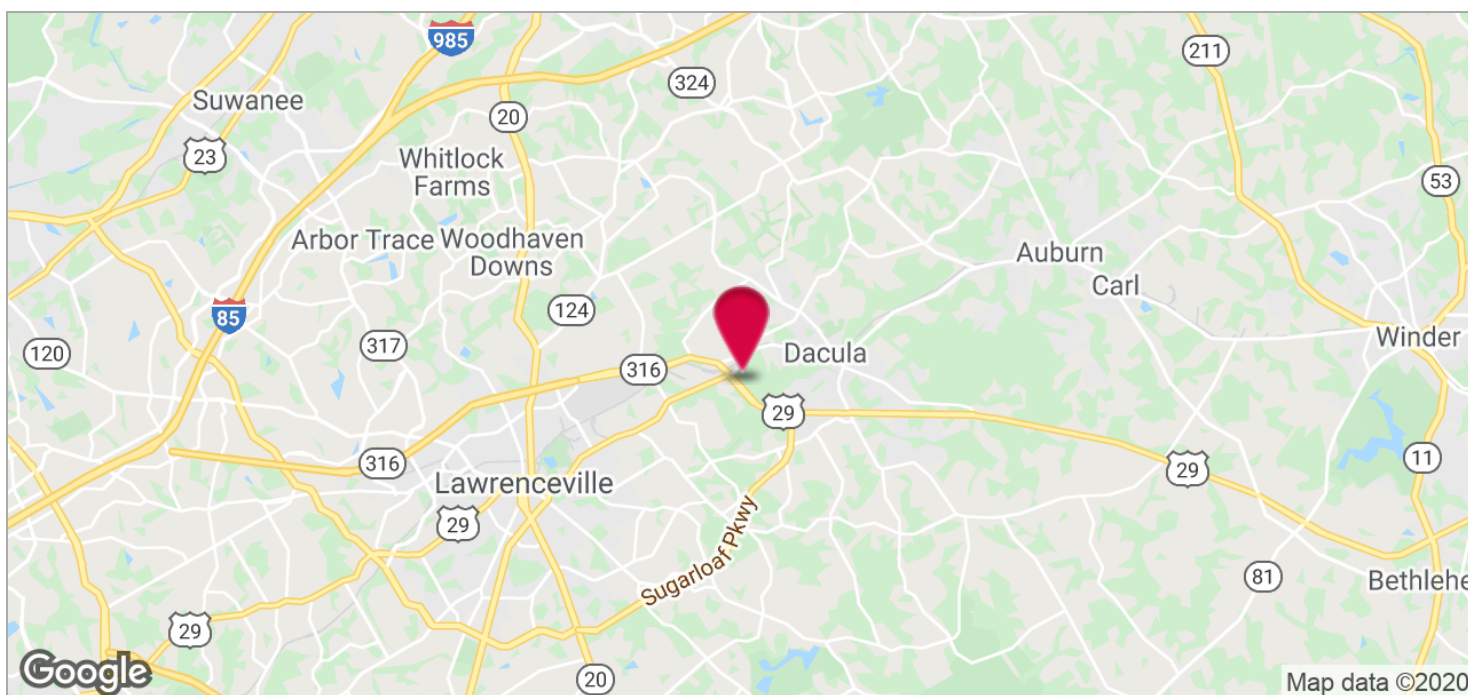 985
211
Suwanee
324
20
23
Whitlock
Farms
53
Arbor Trace
Woodhaven
Downs
Auburn
Carl
85
124
120
317
316
Dacula
Winder
29
316
Lawrenceville
29
11
29
Sugarloaf Pkwy
81
Bethlehe
29
20
Google
Map data ©2020